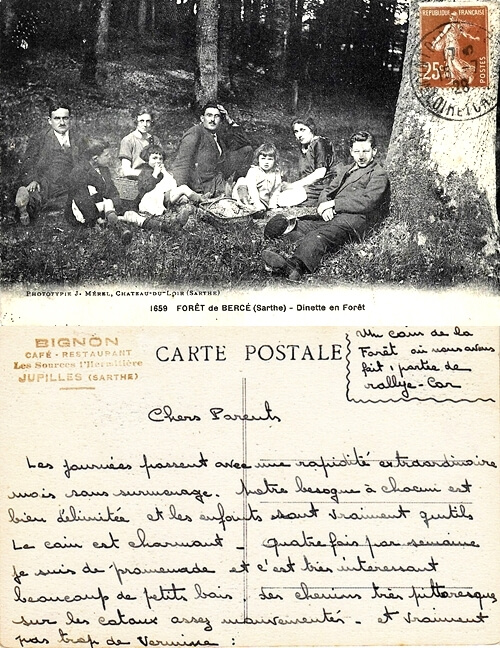 RÉPUBLIQUE FRANÇAISE
25c
POSTES
PHOTOTYPIE J. MÉREL, CHATEAU-DU-LOIR (SARTHE)
1659 FORÊT de BERCÉ (Sarthe) - Dinette en Forêt
BIGNON
CAFÉ - RESTAURANT
Les Sources l'Hermitière
JUPILLES (SARTHE)
CARTE POSTALE
Un coin de la
Forêt où nous avons
fait 1 partie de
rallye-Cor
Chers Parents
Les journées passent avec une rapidité extraordinaire
mais sans surmenage. Notre besogne à chacun est
bien délimitée et les enfants sont vraiment gentils
Le coin est charmant - Quatre fois par semaine
je suis de promenade et c'est très intéressant
beaucoup de petits bois. Des chemins très pittoresques
sur les coteaux assez mouvementés. et vraiment
pas trop de vermine :